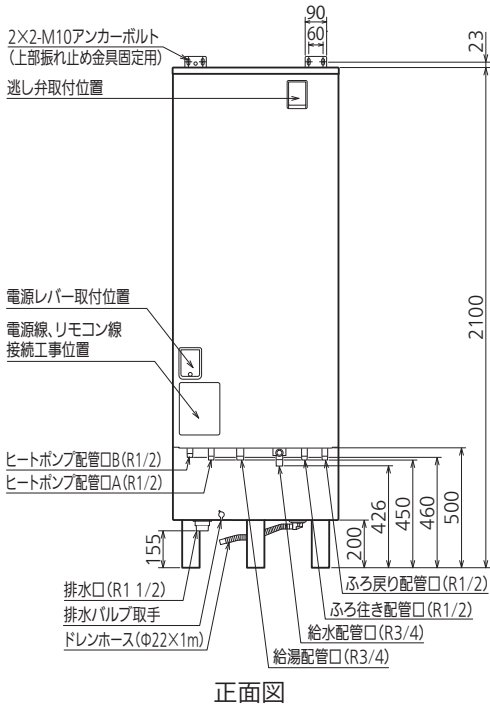 90
60
23
2×2-M10アンカーボルト
(上部振れ止め金具固定用)
逃し弁取付位置
2100
電源レバー取付位置
電源線、リモコン線
接続工事位置
ヒートポンプ配管口B(R1/2)
ヒートポンプ配管口A(R1/2)
155
200
426
450
460
500
排水口(R1 1/2)
排水バルブ取手
ドレンホース(Φ22×1m)
ふろ戻り配管口(R1/2)
ふろ往き配管口(R1/2)
給水配管口(R3/4)
給湯配管口(R3/4)
正面図